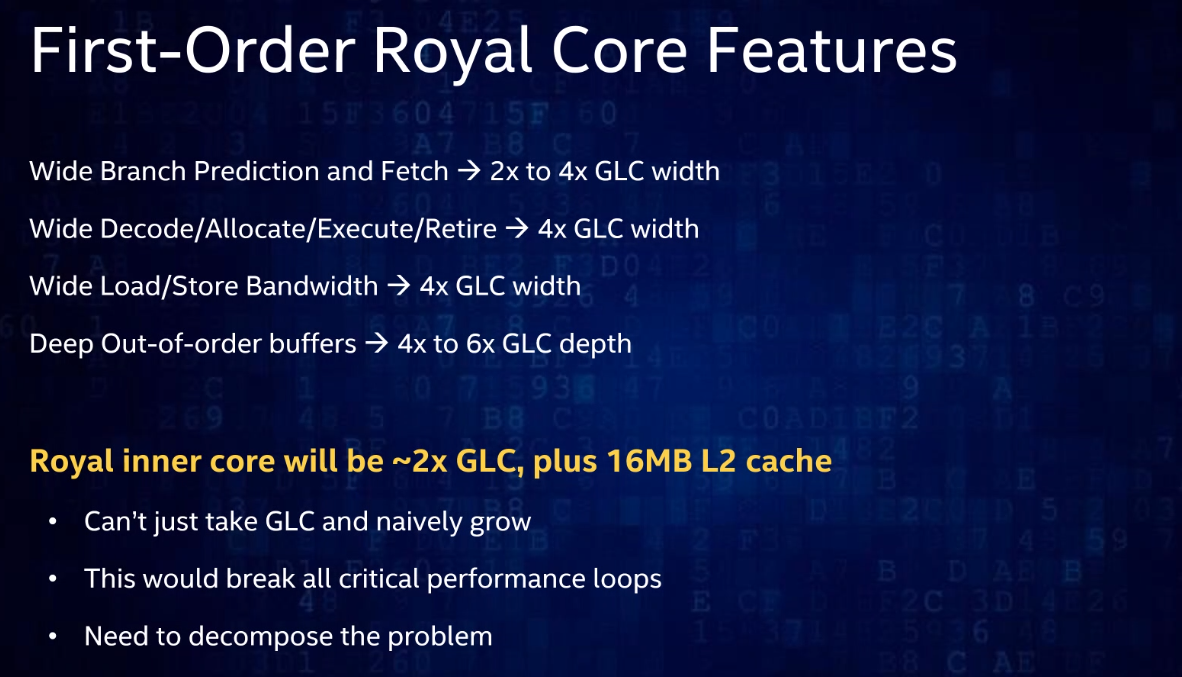 First-Order Royal Core Features
Wide Branch Prediction and Fetch → 2x to 4x GLC width
Wide Decode/Allocate/Execute/Retire → 4x GLC width
Wide Load/Store Bandwidth → 4x GLC width
Deep Out-of-order buffers → 4x to 6x GLC depth
Royal inner core will be ~2x GLC, plus 16MB L2 cache
• Can't just take GLC and naively grow
• This would break all critical performance loops
• Need to decompose the problem